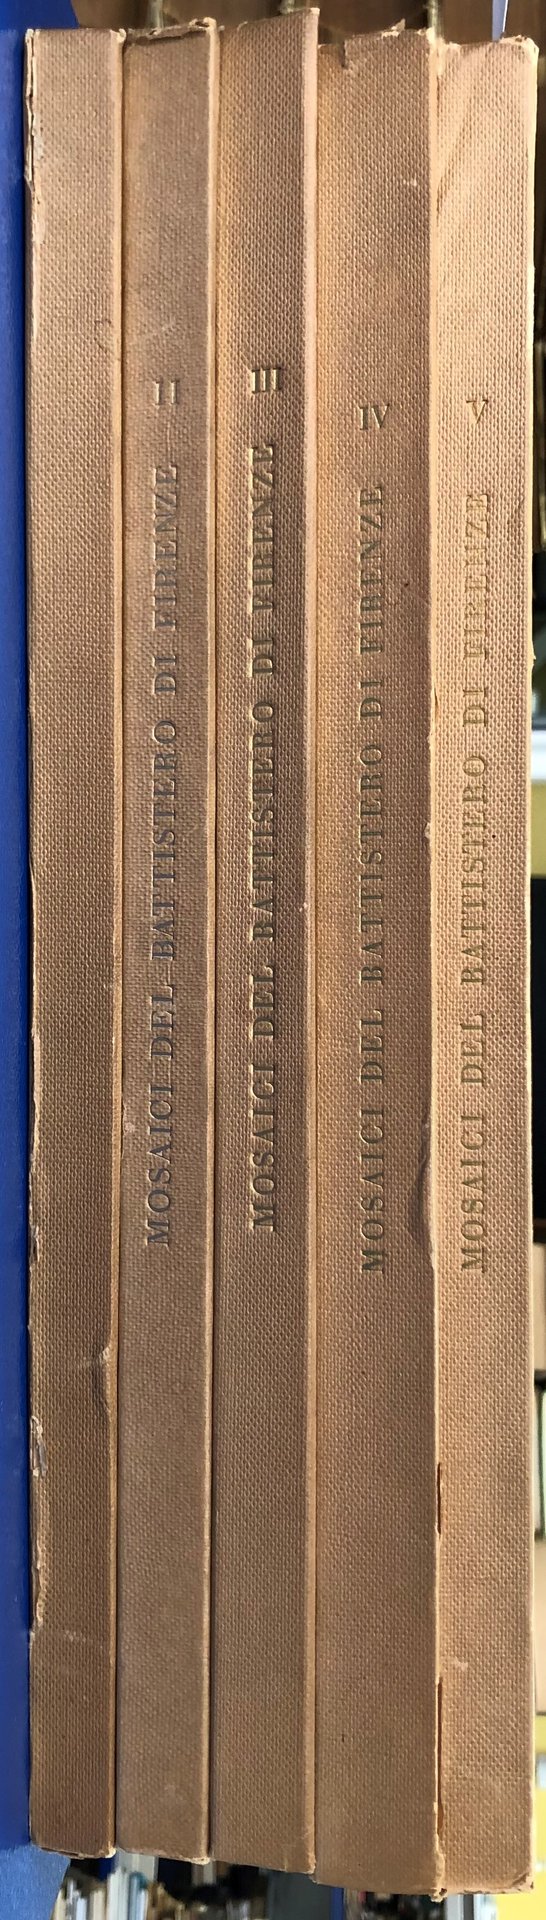 MOSAICI DEL BATTISTERO DI FIRENZE II
MOSAICI DEL BATTISTERO DI FIRENZE III
MOSAICI DEL BATTISTERO DI FIRENZE IV
MOSAICI DEL BATTISTERO DI FIRENZE V